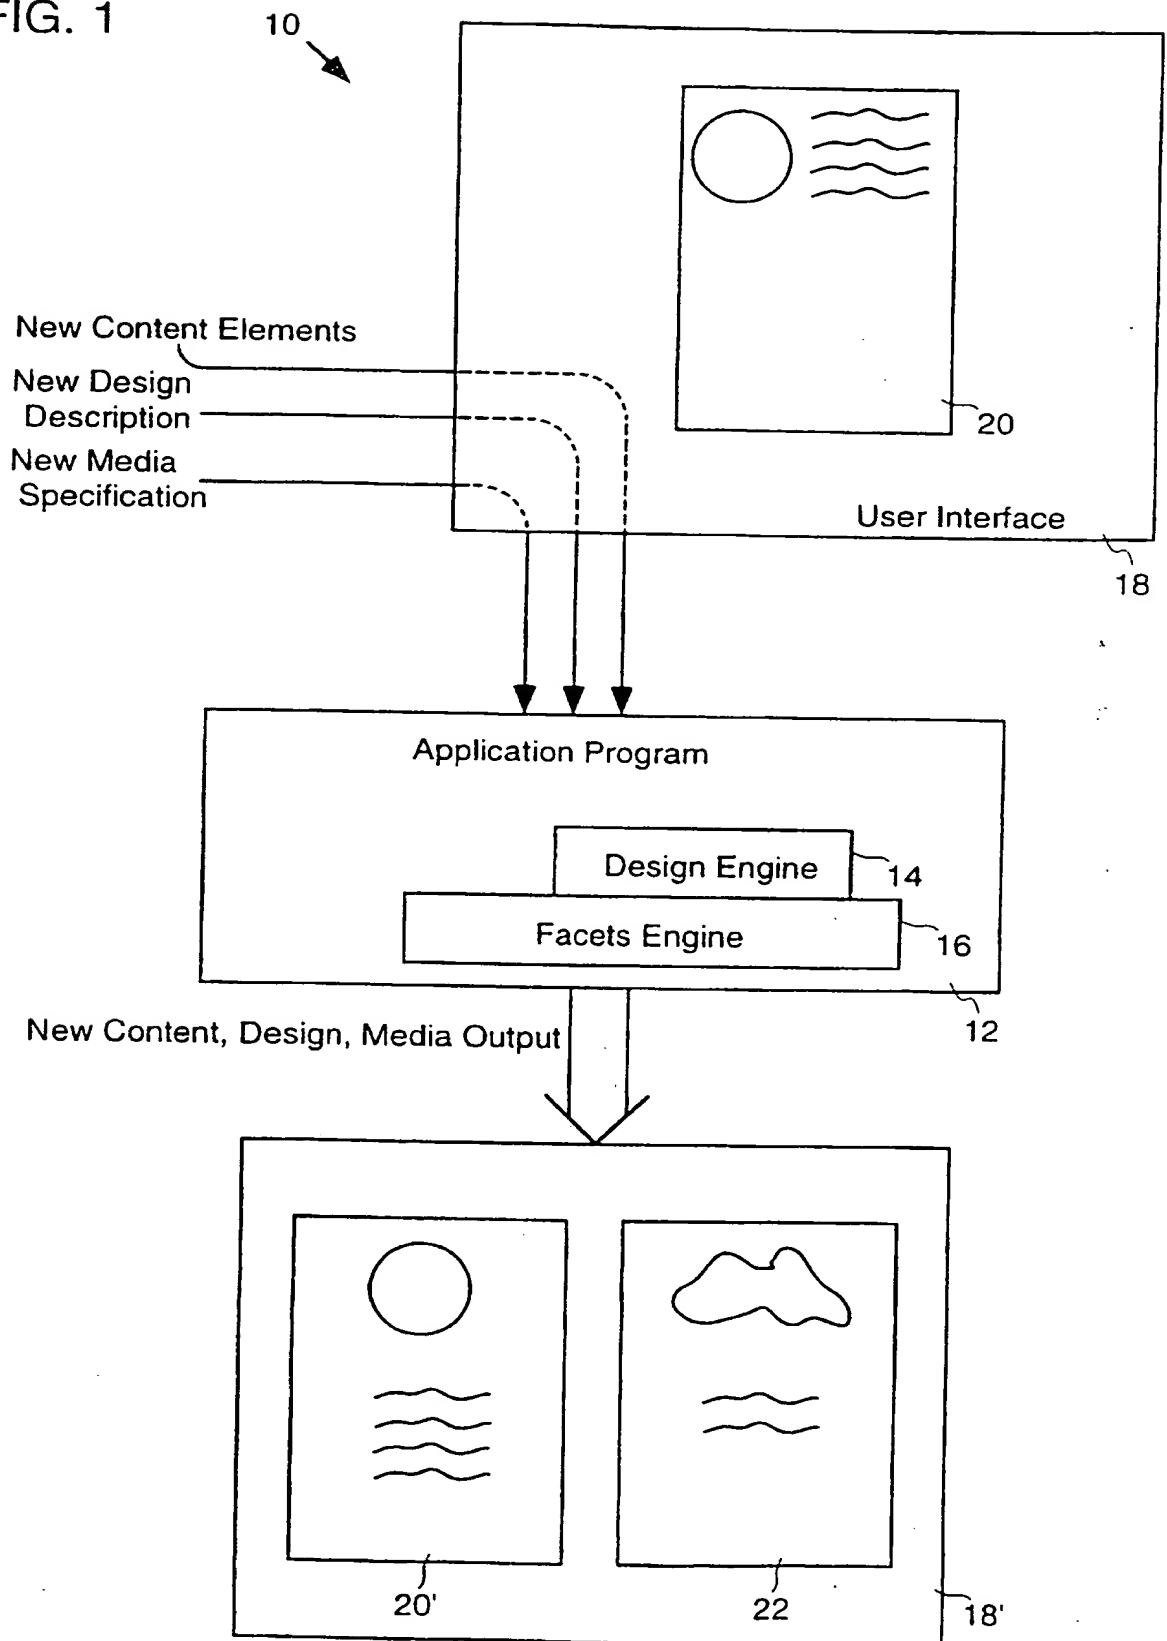 FIG. 1
10
20
New Content Elements
New Design
Description
New Media
Specification
User Interface
18
Application Program
Design Engine
14
Facets Engine
16
12
New Content, Design, Media Output
20'
22
18'